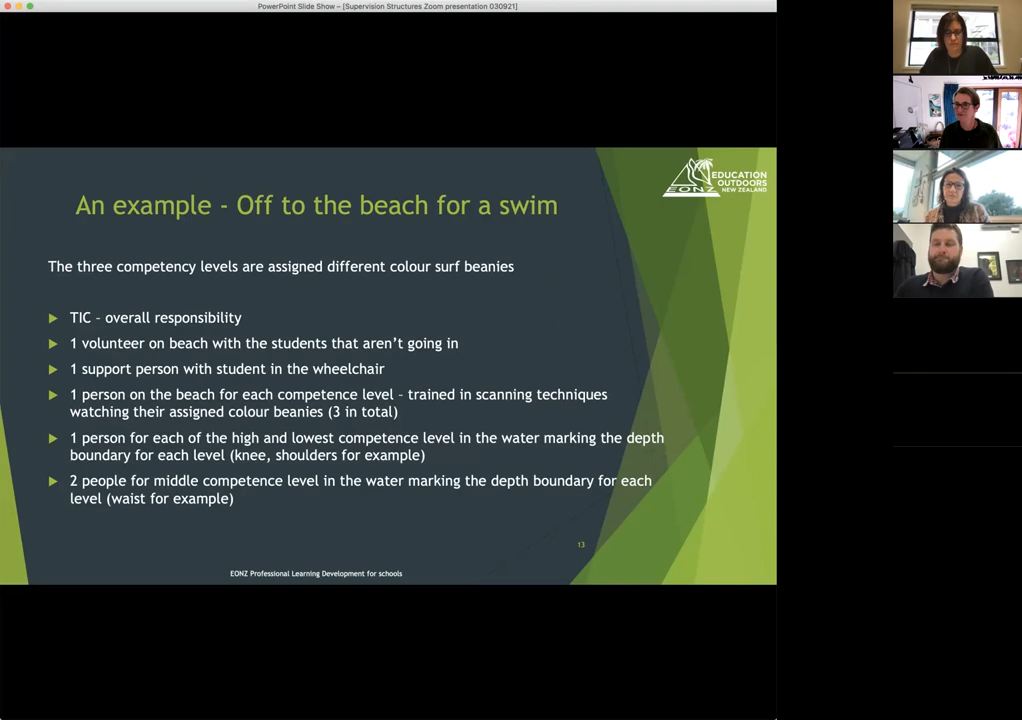 PowerPoint Slide Show – [Supervision Structures Zoom presentation 030921]
EONZ
EDUCATION
OUTDOORS
NEW ZEALAND
An example - Off to the beach for a swim
The three competency levels are assigned different colour surf beanies
TIC – overall responsibility
1 volunteer on beach with the students that aren't going in
1 support person with student in the wheelchair
1 person on the beach for each competence level – trained in scanning techniques
watching their assigned colour beanies (3 in total)
1 person for each of the high and lowest competence level in the water marking the depth
boundary for each level (knee, shoulders for example)
2 people for middle competence level in the water marking the depth boundary for each
level (waist for example)
13
EONZ Professional Learning Development for schools